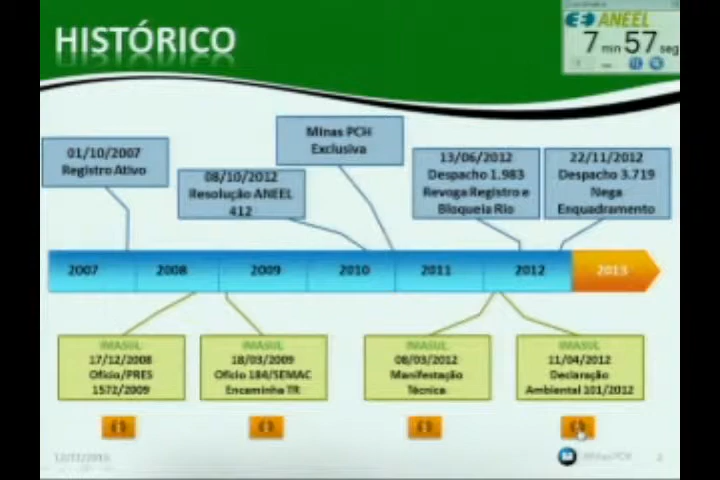 HISTÓRICO
ANEEL
7 min 57 seg
Minas PCH
Exclusiva
01/10/2007
Registro Ativo
08/10/2012
Resolução ANEEL
412
13/06/2012
Despacho 1.983
Revoga Registro e
Bloqueia Rio
22/11/2012
Despacho 3.719
Nega
Enquadramento
2007 2008 2009 2010 2011 2012 2013
IMASUL
17/12/2008
Ofício/PRES
1572/2009
IMASUL
18/03/2009
Ofício 184/SEMAC
Encaminha TR
IMASUL
08/03/2012
Manifestação
Técnica
IMASUL
11/04/2012
Declaração
Ambiental 101/2012
Minas PCH